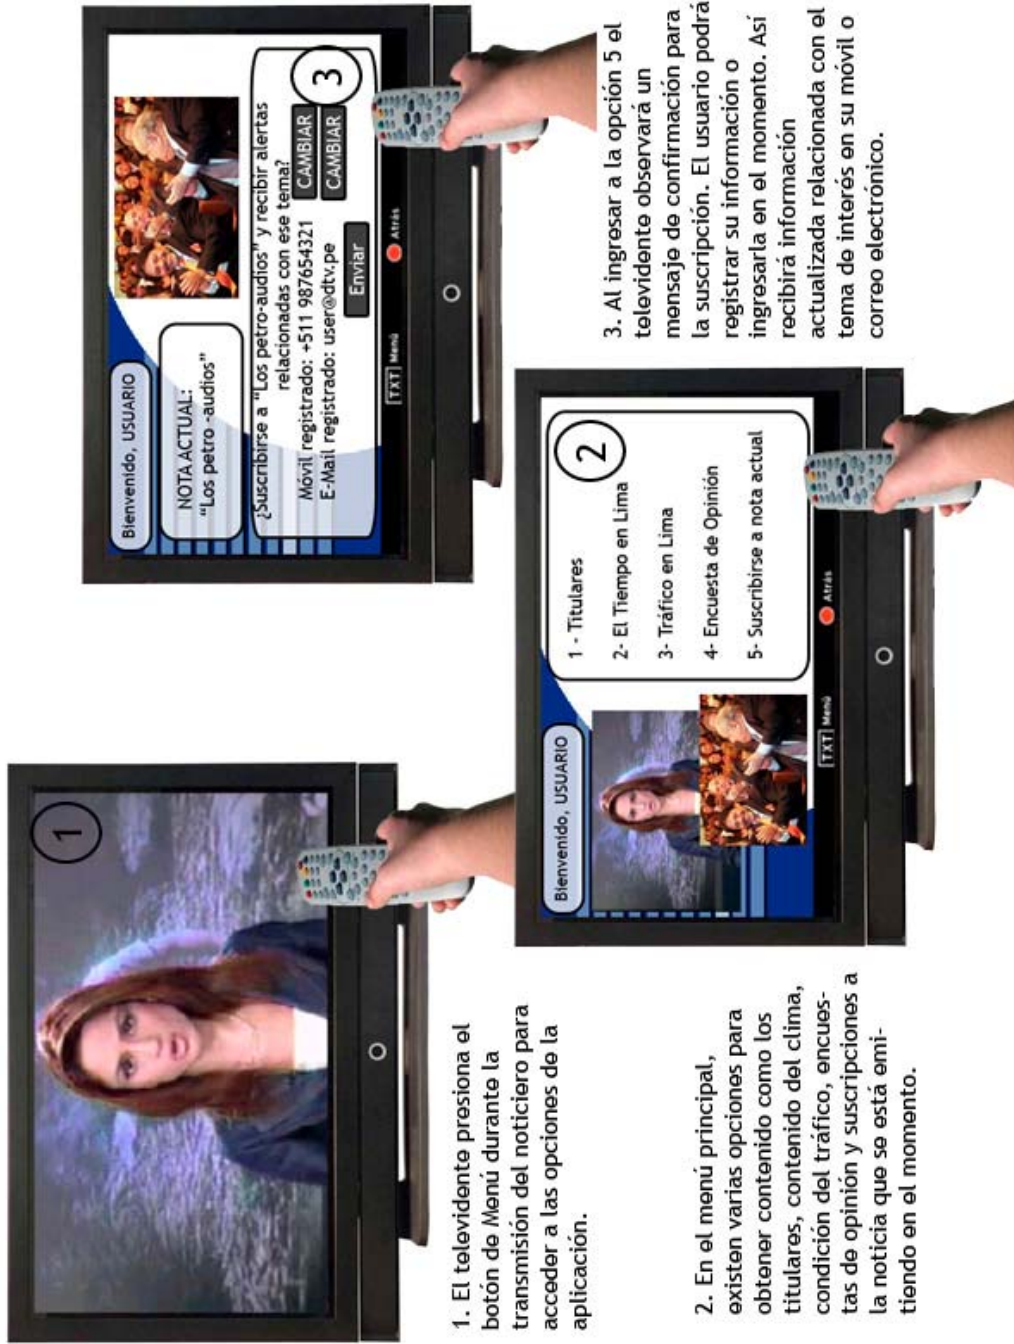 1
1. El televidente presiona el
botón de Menú durante la
transmisión del noticiero para
acceder a las opciones de la
aplicación.
Bienvenido, USUARIO
2
1 - Titulares
2- El Tiempo en Lima
3- Tráfico en Lima
4- Encuesta de Opinión
5- Suscribirse a nota actual
TXT Menú
Atrás
2. En el menú principal,
existen varias opciones para
obtener contenido como los
titulares, contenido del clima,
condición del tráfico, encues-
tas de opinión y suscripciones a
la noticia que se está emi-
tiendo en el momento.
Bienvenido, USUARIO
NOTA ACTUAL:
"Los petro -audios"
¿Suscribirse a "Los petro-audios" y recibir alertas
relacionadas con ese tema?
Móvil registrado: +511 987654321 CAMBIAR
E-Mail registrado: user@dtv.pe CAMBIAR
3
Enviar
TXT Menú
Atrás
3. Al ingresar a la opción 5 el
televidente observará un
mensaje de confirmación para
la suscripción. El usuario podrá
registrar su información o
ingresarla en el momento. Así
recibirá información
actualizada relacionada con el
tema de interés en su móvil o
correo electrónico.